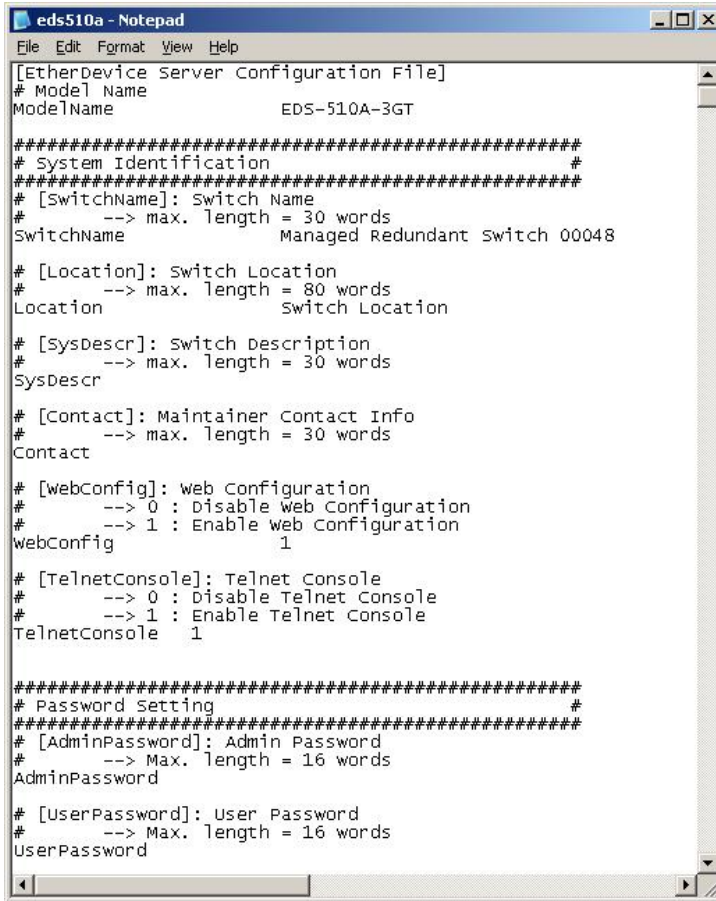 eds510a - Notepad
File Edit Format View Help
[EtherDevice Server Configuration File]
# Model Name
ModelName EDS-510A-3GT
###################################################
# System Identification #
###################################################
# [SwitchName]: Switch Name
# --> max. length = 30 words
SwitchName Managed Redundant Switch 00048
# [Location]: Switch Location
# --> max. length = 80 words
Location Switch Location
# [SysDescr]: Switch Description
# --> max. length = 30 words
SysDescr
# [Contact]: Maintainer Contact Info
# --> max. length = 30 words
Contact
# [WebConfig]: Web Configuration
# --> 0 : Disable Web Configuration
# --> 1 : Enable Web Configuration
WebConfig 1
# [TelnetConsole]: Telnet Console
# --> 0 : Disable Telnet Console
# --> 1 : Enable Telnet Console
TelnetConsole 1
###################################################
# Password Setting #
###################################################
# [AdminPassword]: Admin Password
# --> Max. length = 16 words
AdminPassword
# [UserPassword]: User Password
# --> Max. length = 16 words
UserPassword